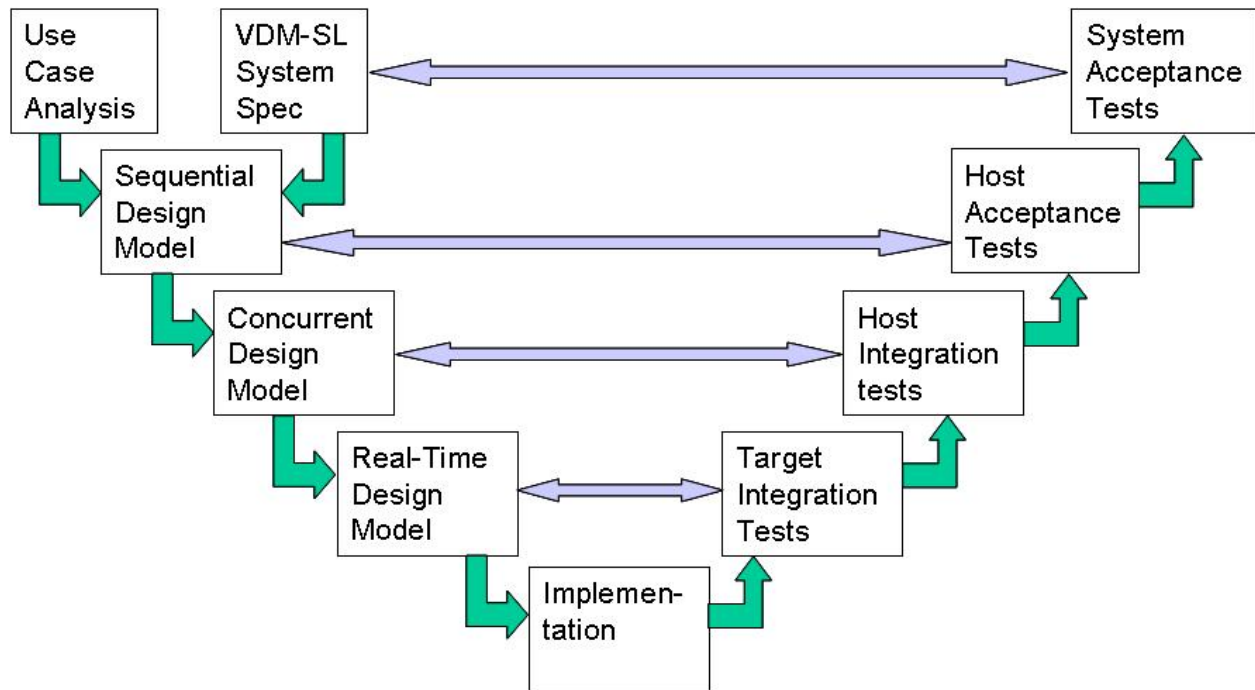 Use
Case
Analysis
VDM-SL
System
Spec
System
Acceptance
Tests
Sequential
Design
Model
Host
Acceptance
Tests
Concurrent
Design
Model
Host
Integration
tests
Real-Time
Design
Model
Target
Integration
Tests
Implemen-
tation